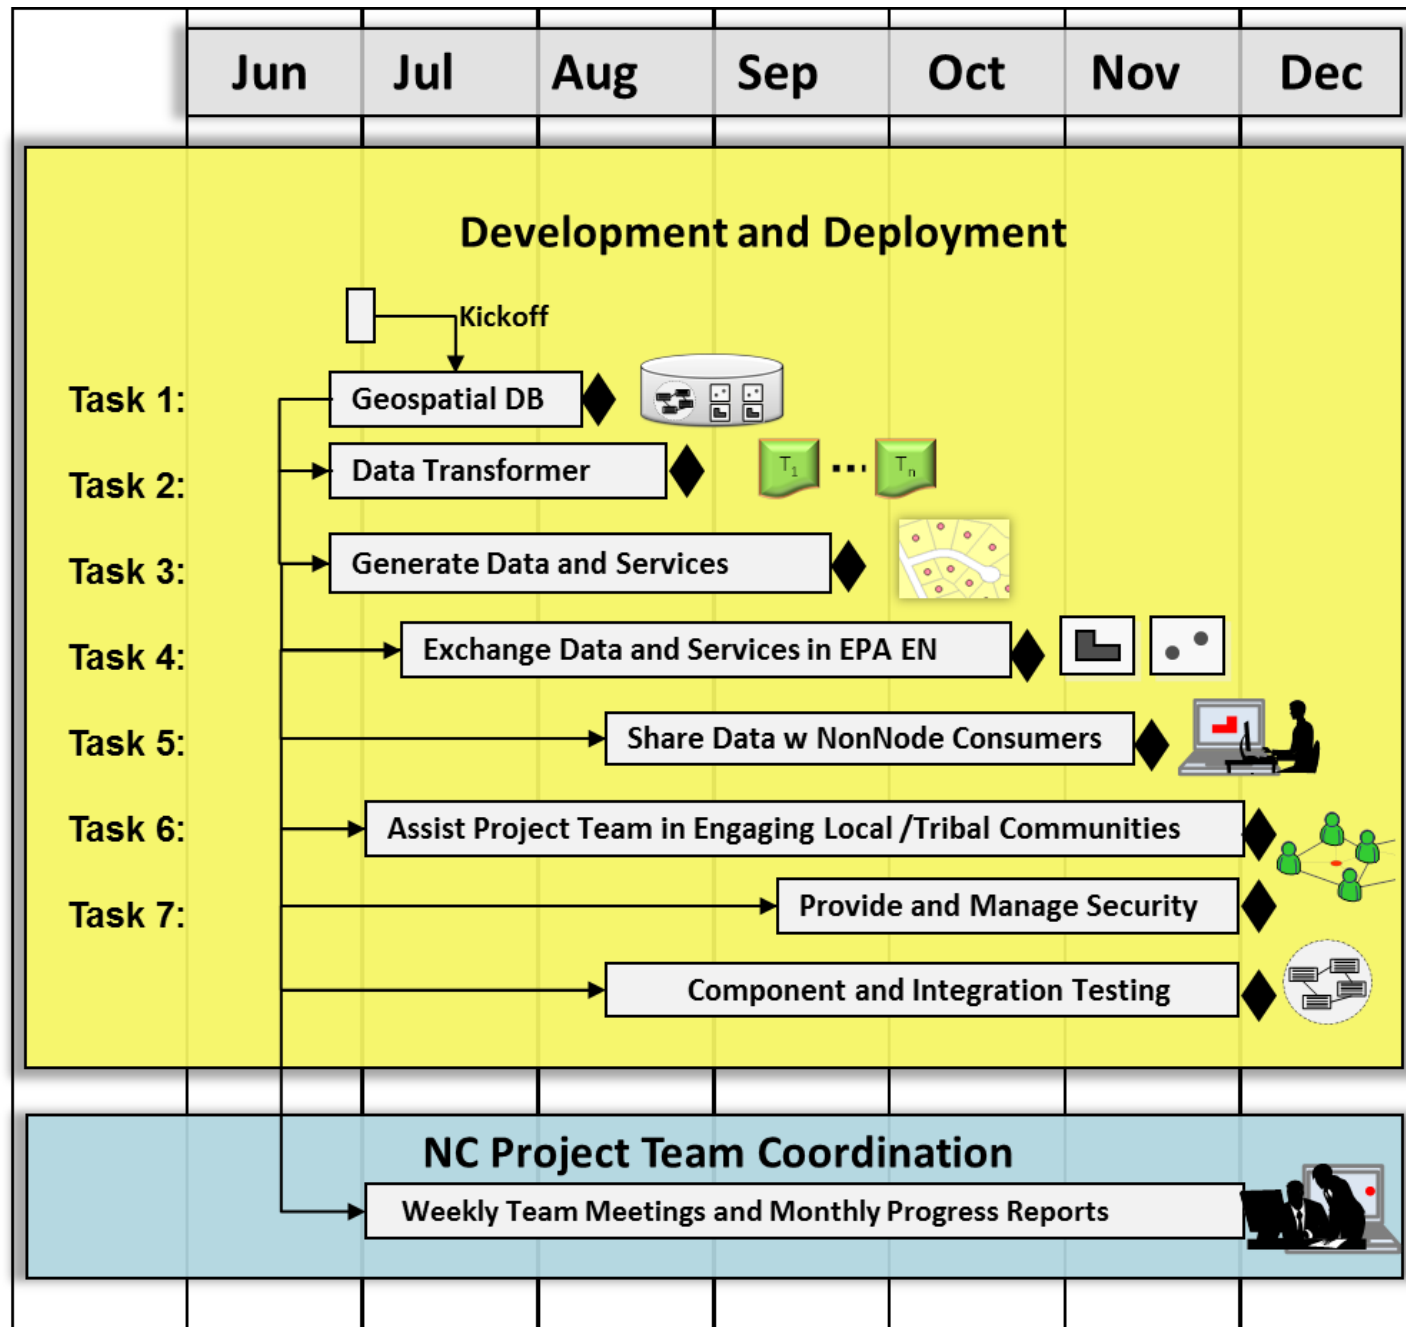 Jun Jul Aug Sep Oct Nov Dec
Development and Deployment
Kickoff
Task 1: Geospatial DB
Task 2: Data Transformer T1 ... Tn
Task 3: Generate Data and Services
Task 4: Exchange Data and Services in EPA EN
Task 5: Share Data w NonNode Consumers
Task 6: Assist Project Team in Engaging Local /Tribal Communities
Task 7: Provide and Manage Security
Component and Integration Testing
NC Project Team Coordination
Weekly Team Meetings and Monthly Progress Reports